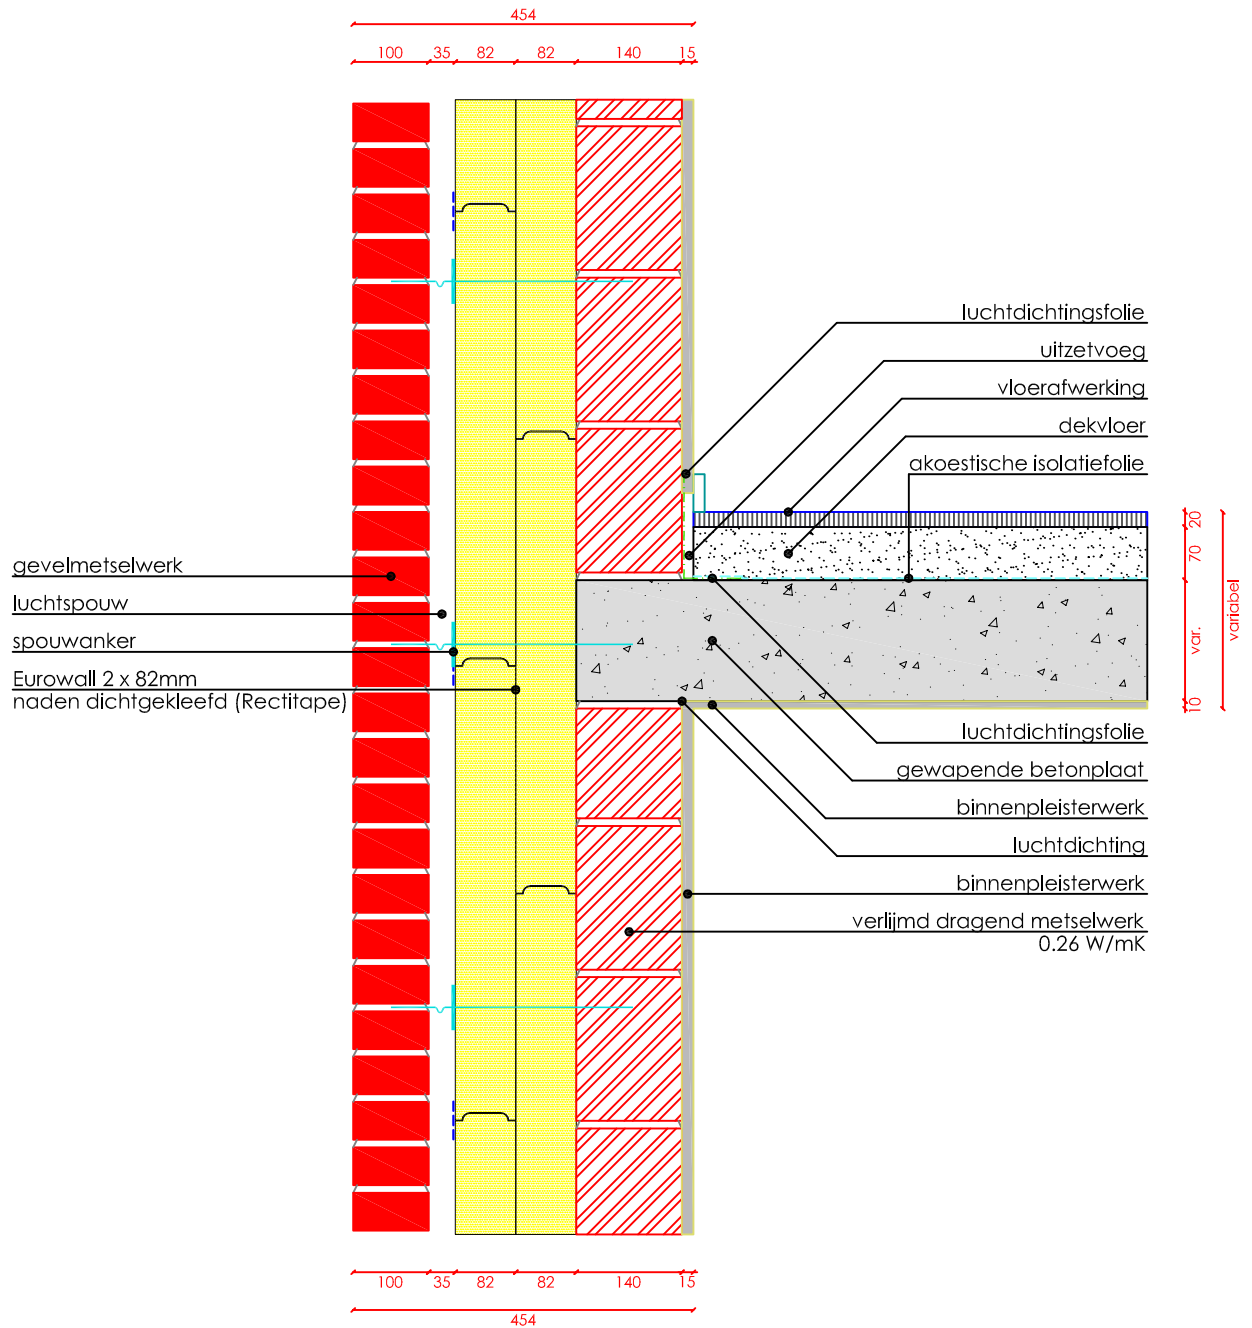 454
100 35 82 82 140 15
luchtdichtingsfolie
uitzetvoeg
vloerafwerking
dekvloer
akoestische isolatiefolie
20
70
var.
10
variabel
gevelmetselwerk
luchtspouw
spouwanker
Eurowall 2 x 82mm
naden dichtgekleefd (Rectitape)
luchtdichtingsfolie
gewapende betonplaat
binnenpleisterwerk
luchtdichting
binnenpleisterwerk
verlijmd dragend metselwerk
0.26 W/mK
100 35 82 82 140 15
454